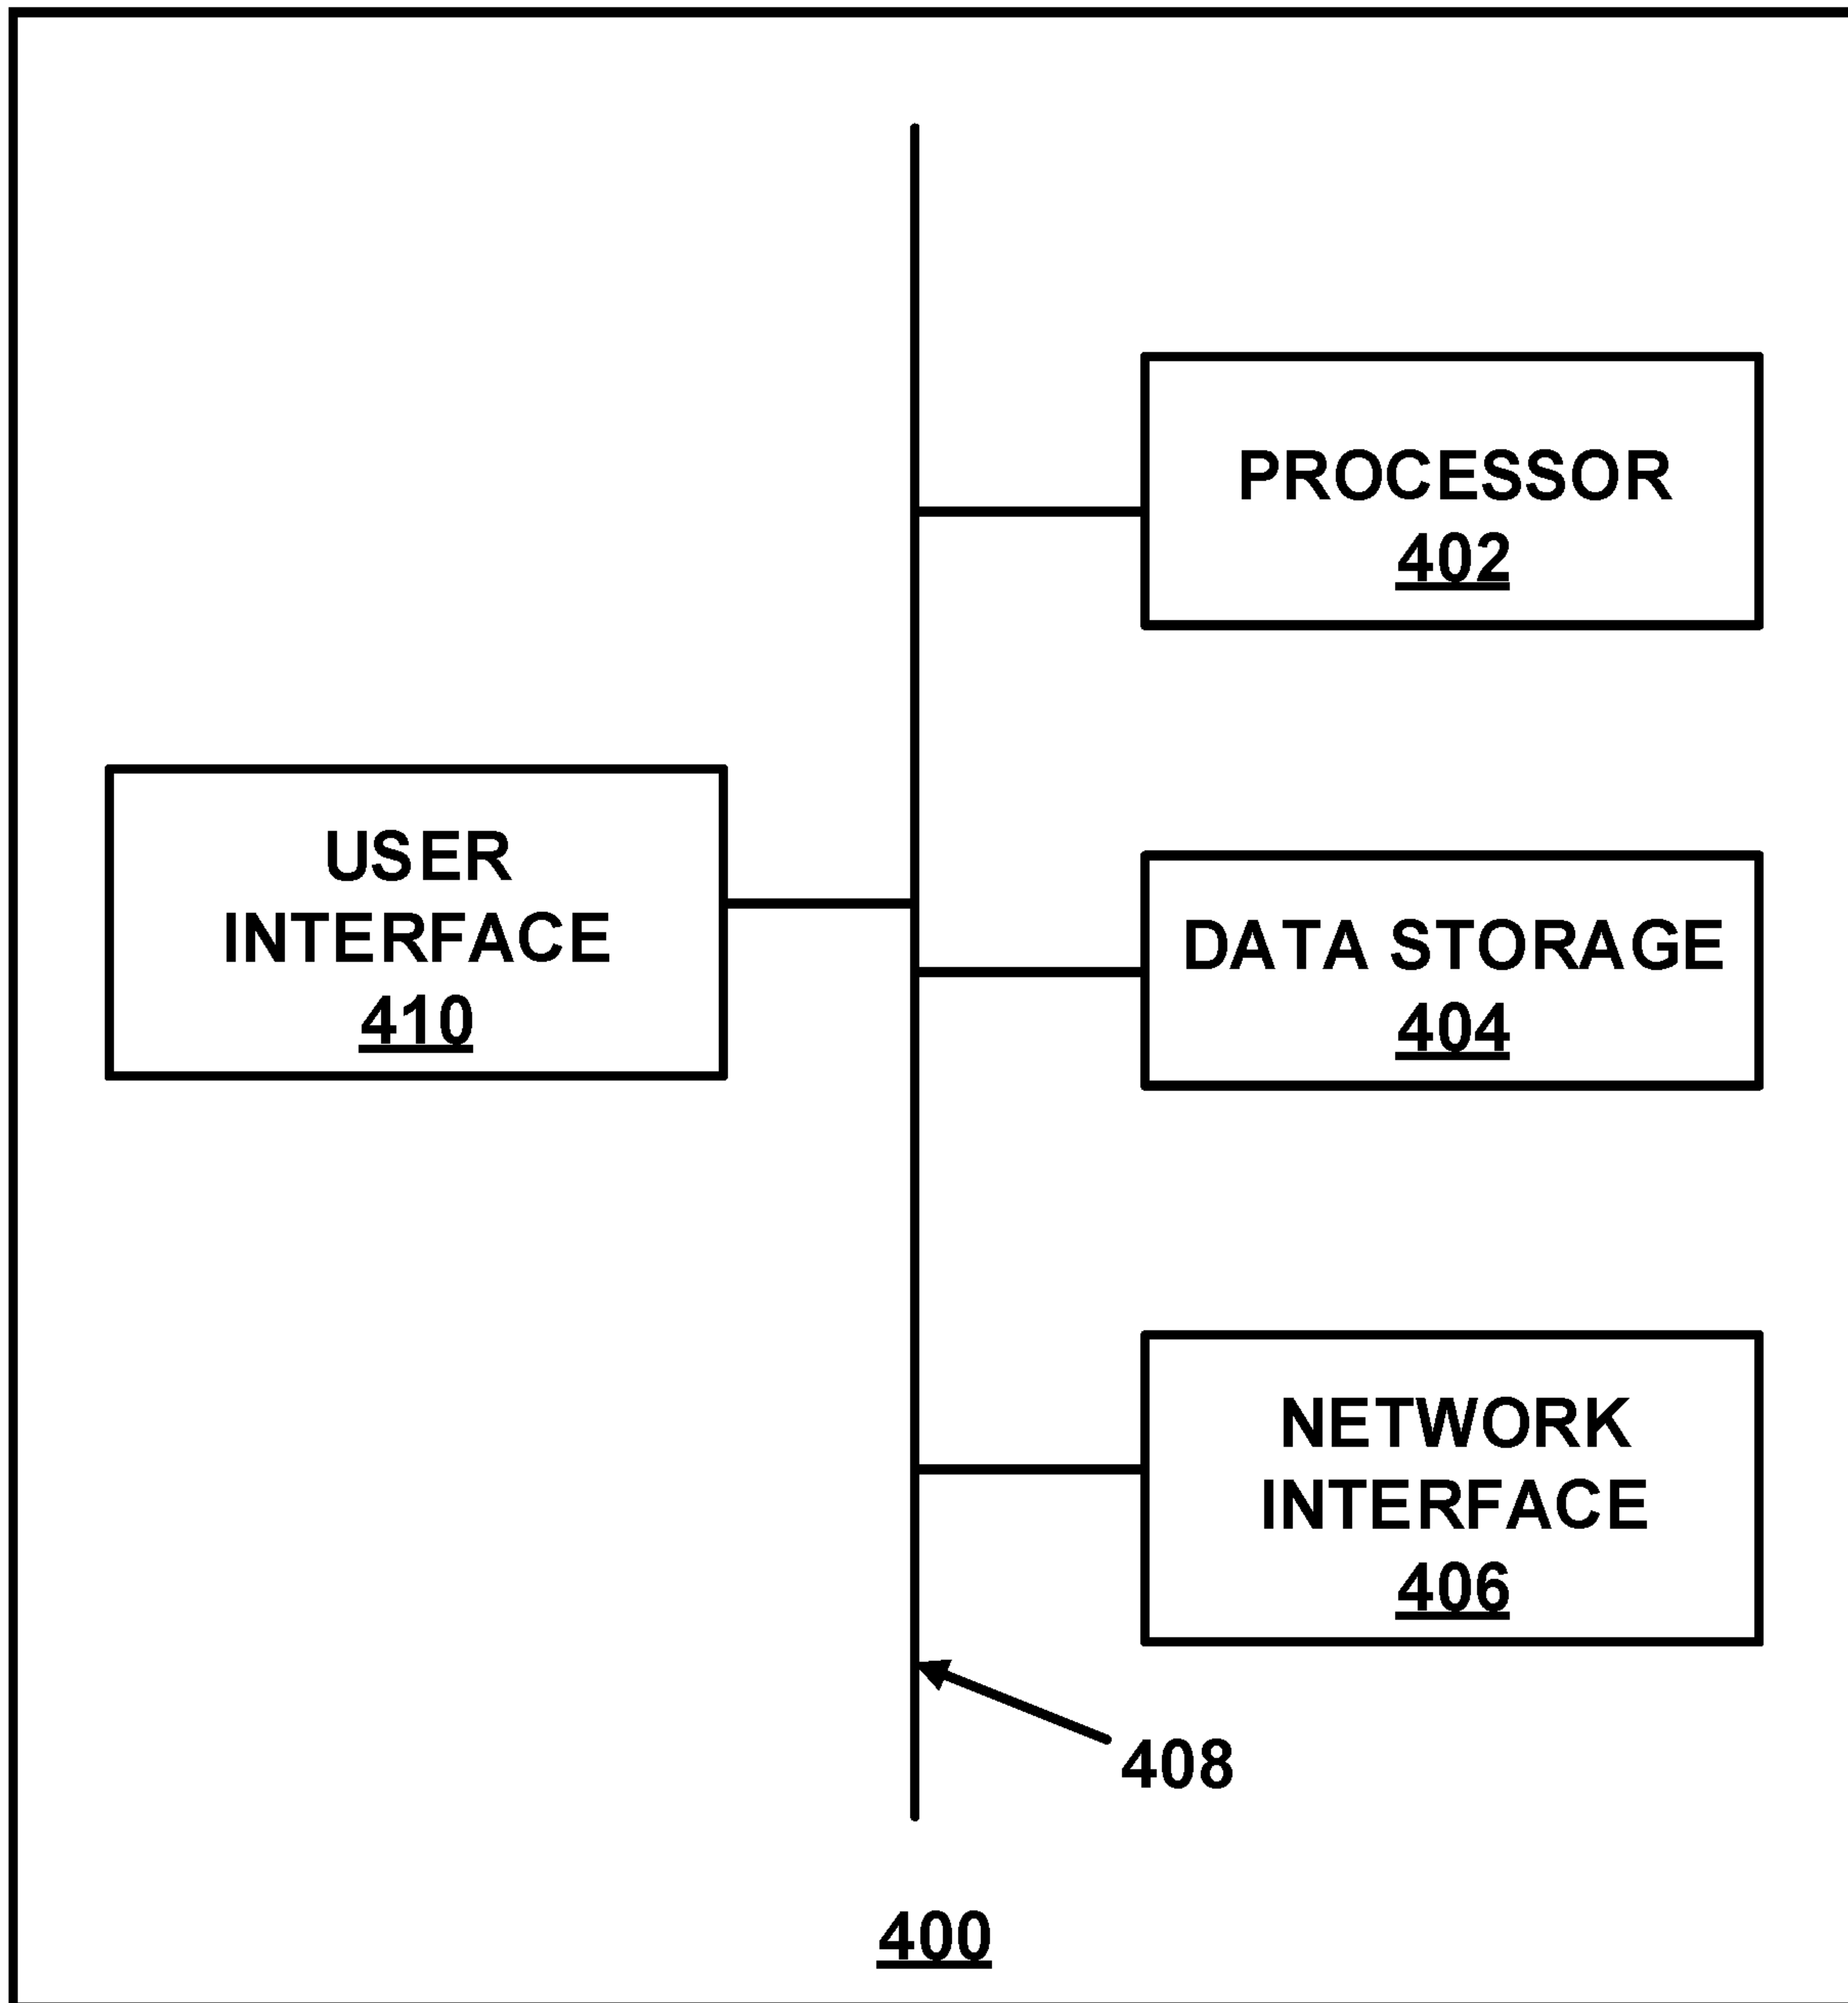 PROCESSOR
402
USER
INTERFACE
410
DATA STORAGE
404
NETWORK
INTERFACE
406
408
400